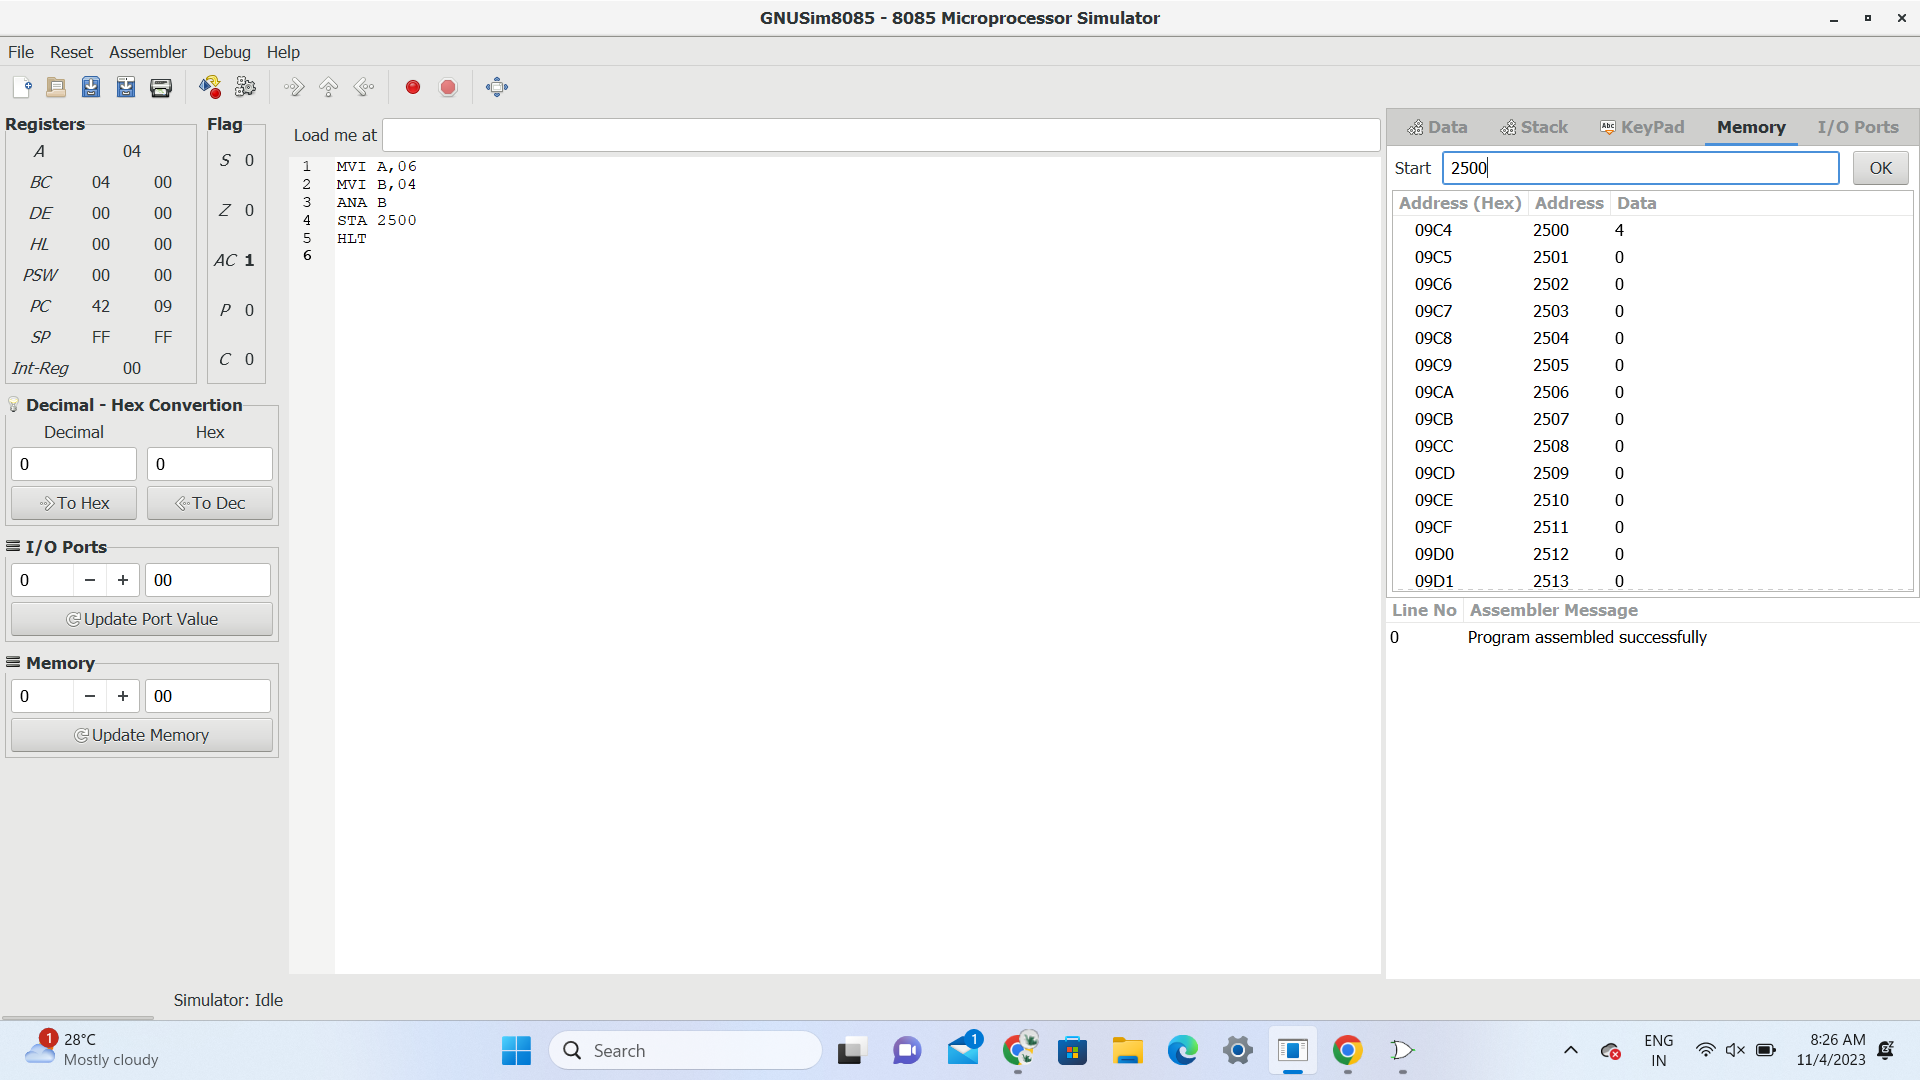 GNUSim8085 - 8085 Microprocessor Simulator
File Reset Assembler Debug Help
Registers
A 04
BC 04 00
DE 00 00
HL 00 00
PSW 00 00
PC 42 09
SP FF FF
Int-Reg 00
Flag
S 0
Z 0
AC 1
P 0
C 0
Decimal - Hex Convertion
Decimal Hex
0 0
To Hex To Dec
I/O Ports
0 − + 00
Update Port Value
Memory
0 − + 00
Update Memory
Load me at
1 MVI A,06
2 MVI B,04
3 ANA B
4 STA 2500
5 HLT
6
Data Stack Abc KeyPad Memory I/O Ports
Start 2500 OK
Address (Hex) Address Data
09C4 2500 4
09C5 2501 0
09C6 2502 0
09C7 2503 0
09C8 2504 0
09C9 2505 0
09CA 2506 0
09CB 2507 0
09CC 2508 0
09CD 2509 0
09CE 2510 0
09CF 2511 0
09D0 2512 0
09D1 2513 0
Line No Assembler Message
0 Program assembled successfully
Simulator: Idle
1 28°C
Mostly cloudy
Search
1
ENG
IN
8:26 AM
11/4/2023